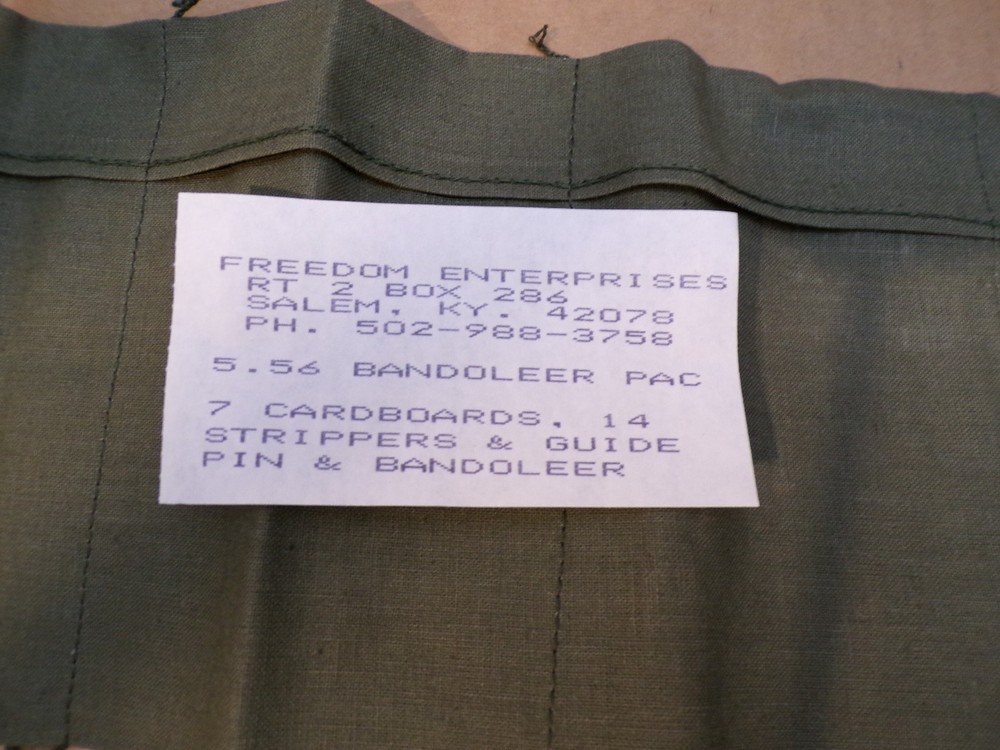 FREEDOM ENTERPRISES
RT 2 BOX 286
SALEM, KY. 42078
PH. 502-988-3758
5.56 BANDOLEER PAC
7 CARDBOARDS, 14
STRIPPERS & GUIDE
PIN & BANDOLEER